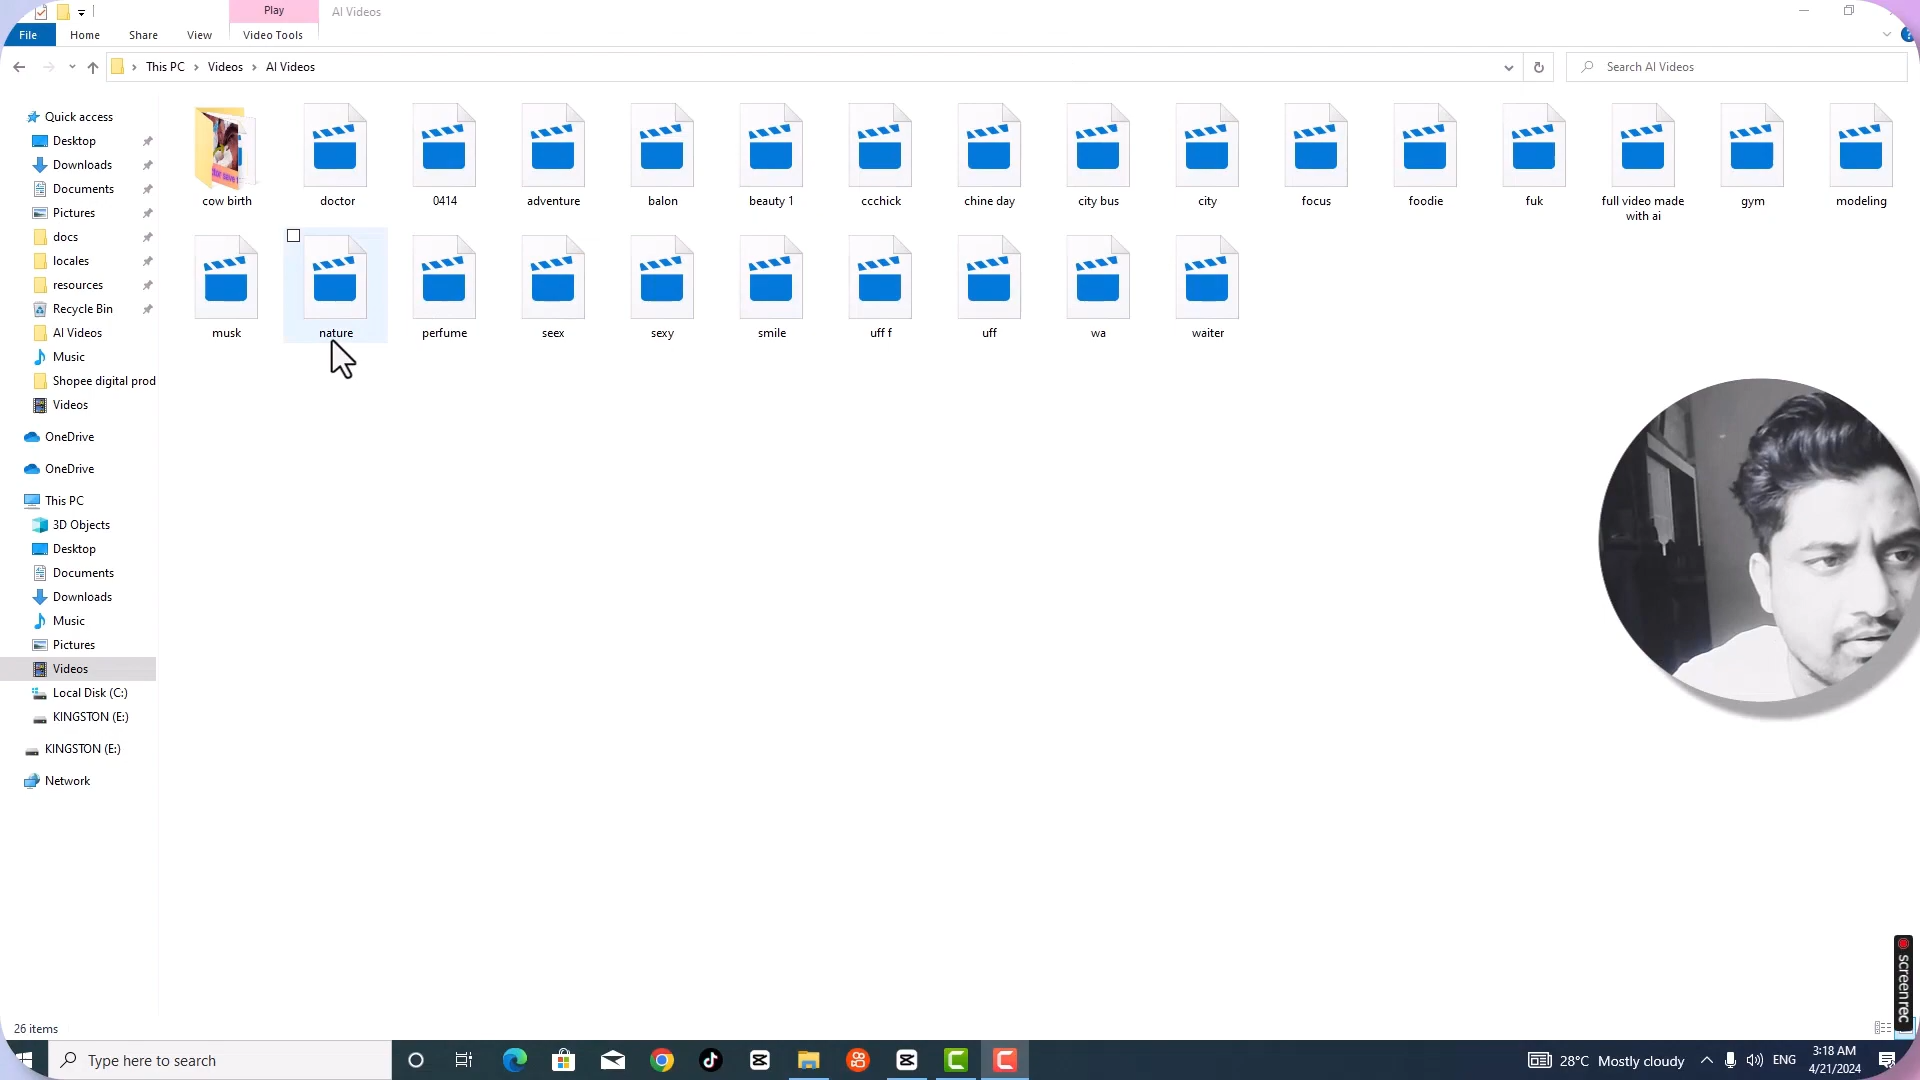 Play
AI Videos
File
Home
Share
View
Video Tools
This PC
Videos
AI Videos
Search AI Videos
Quick access
Desktop
Downloads
Documents
Pictures
docs
locales
resources
Recycle Bin
AI Videos
Music
Shopee digital prod
Videos
OneDrive
OneDrive
This PC
3D Objects
Desktop
Documents
Downloads
Music
Pictures
Videos
Local Disk (C:)
KINGSTON (E:)
KINGSTON (E:)
Network
cow birth
doctor
0414
adventure
balon
beauty 1
ccchick
chine day
city bus
city
focus
foodie
fuk
full video made
with ai
gym
modeling
musk
nature
perfume
seex
sexy
smile
uff f
uff
wa
waiter
screenrec
26 items
Type here to search
28°C Mostly cloudy
ENG
3:18 AM
4/21/2024